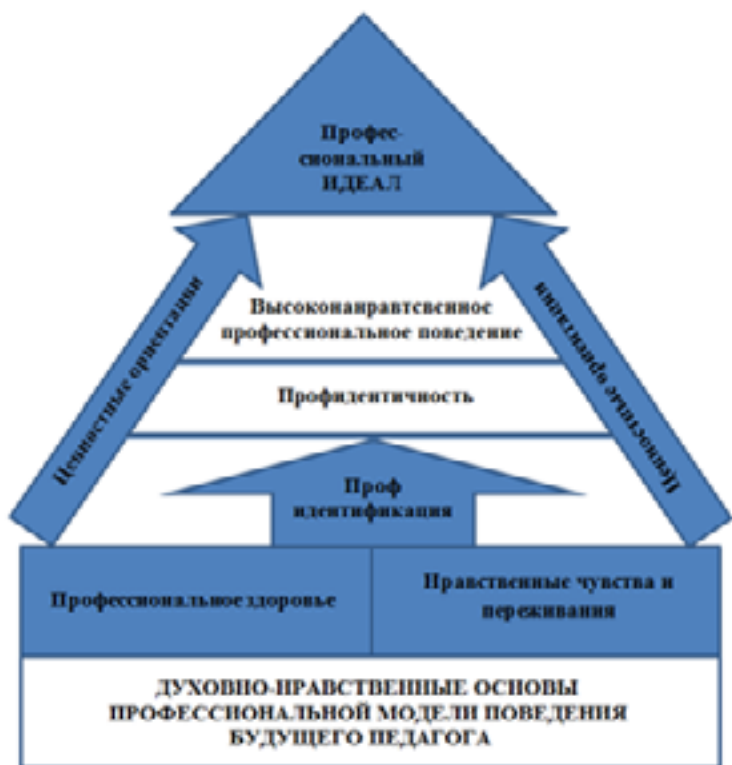 Профес-
сиональный
ИДЕАЛ
Ценностные ориентации
Ценностные ориентации
Высоконанравтсвенное
профессиональное поведение
Профидентичность
Проф
идентификация
Профессиональное здоровье
Нравственные чувства и
переживания
ДУХОВНО-НРАВСТВЕННЫЕ ОСНОВЫ
ПРОФЕССИОНАЛЬНОЙ МОДЕЛИ ПОВЕДЕНИЯ
БУДУЩЕГО ПЕДАГОГА